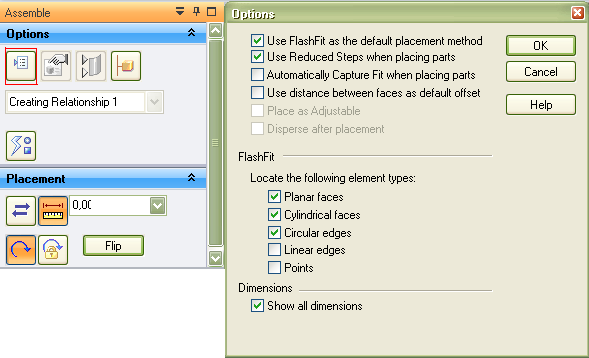 Assemble
Options
Creating Relationship 1
Placement
0,00
Flip
Options
Use FlashFit as the default placement method
Use Reduced Steps when placing parts
Automatically Capture Fit when placing parts
Use distance between faces as default offset
Place as Adjustable
Disperse after placement
OK
Cancel
Help
FlashFit
Locate the following element types:
Planar faces
Cylindrical faces
Circular edges
Linear edges
Points
Dimensions
Show all dimensions